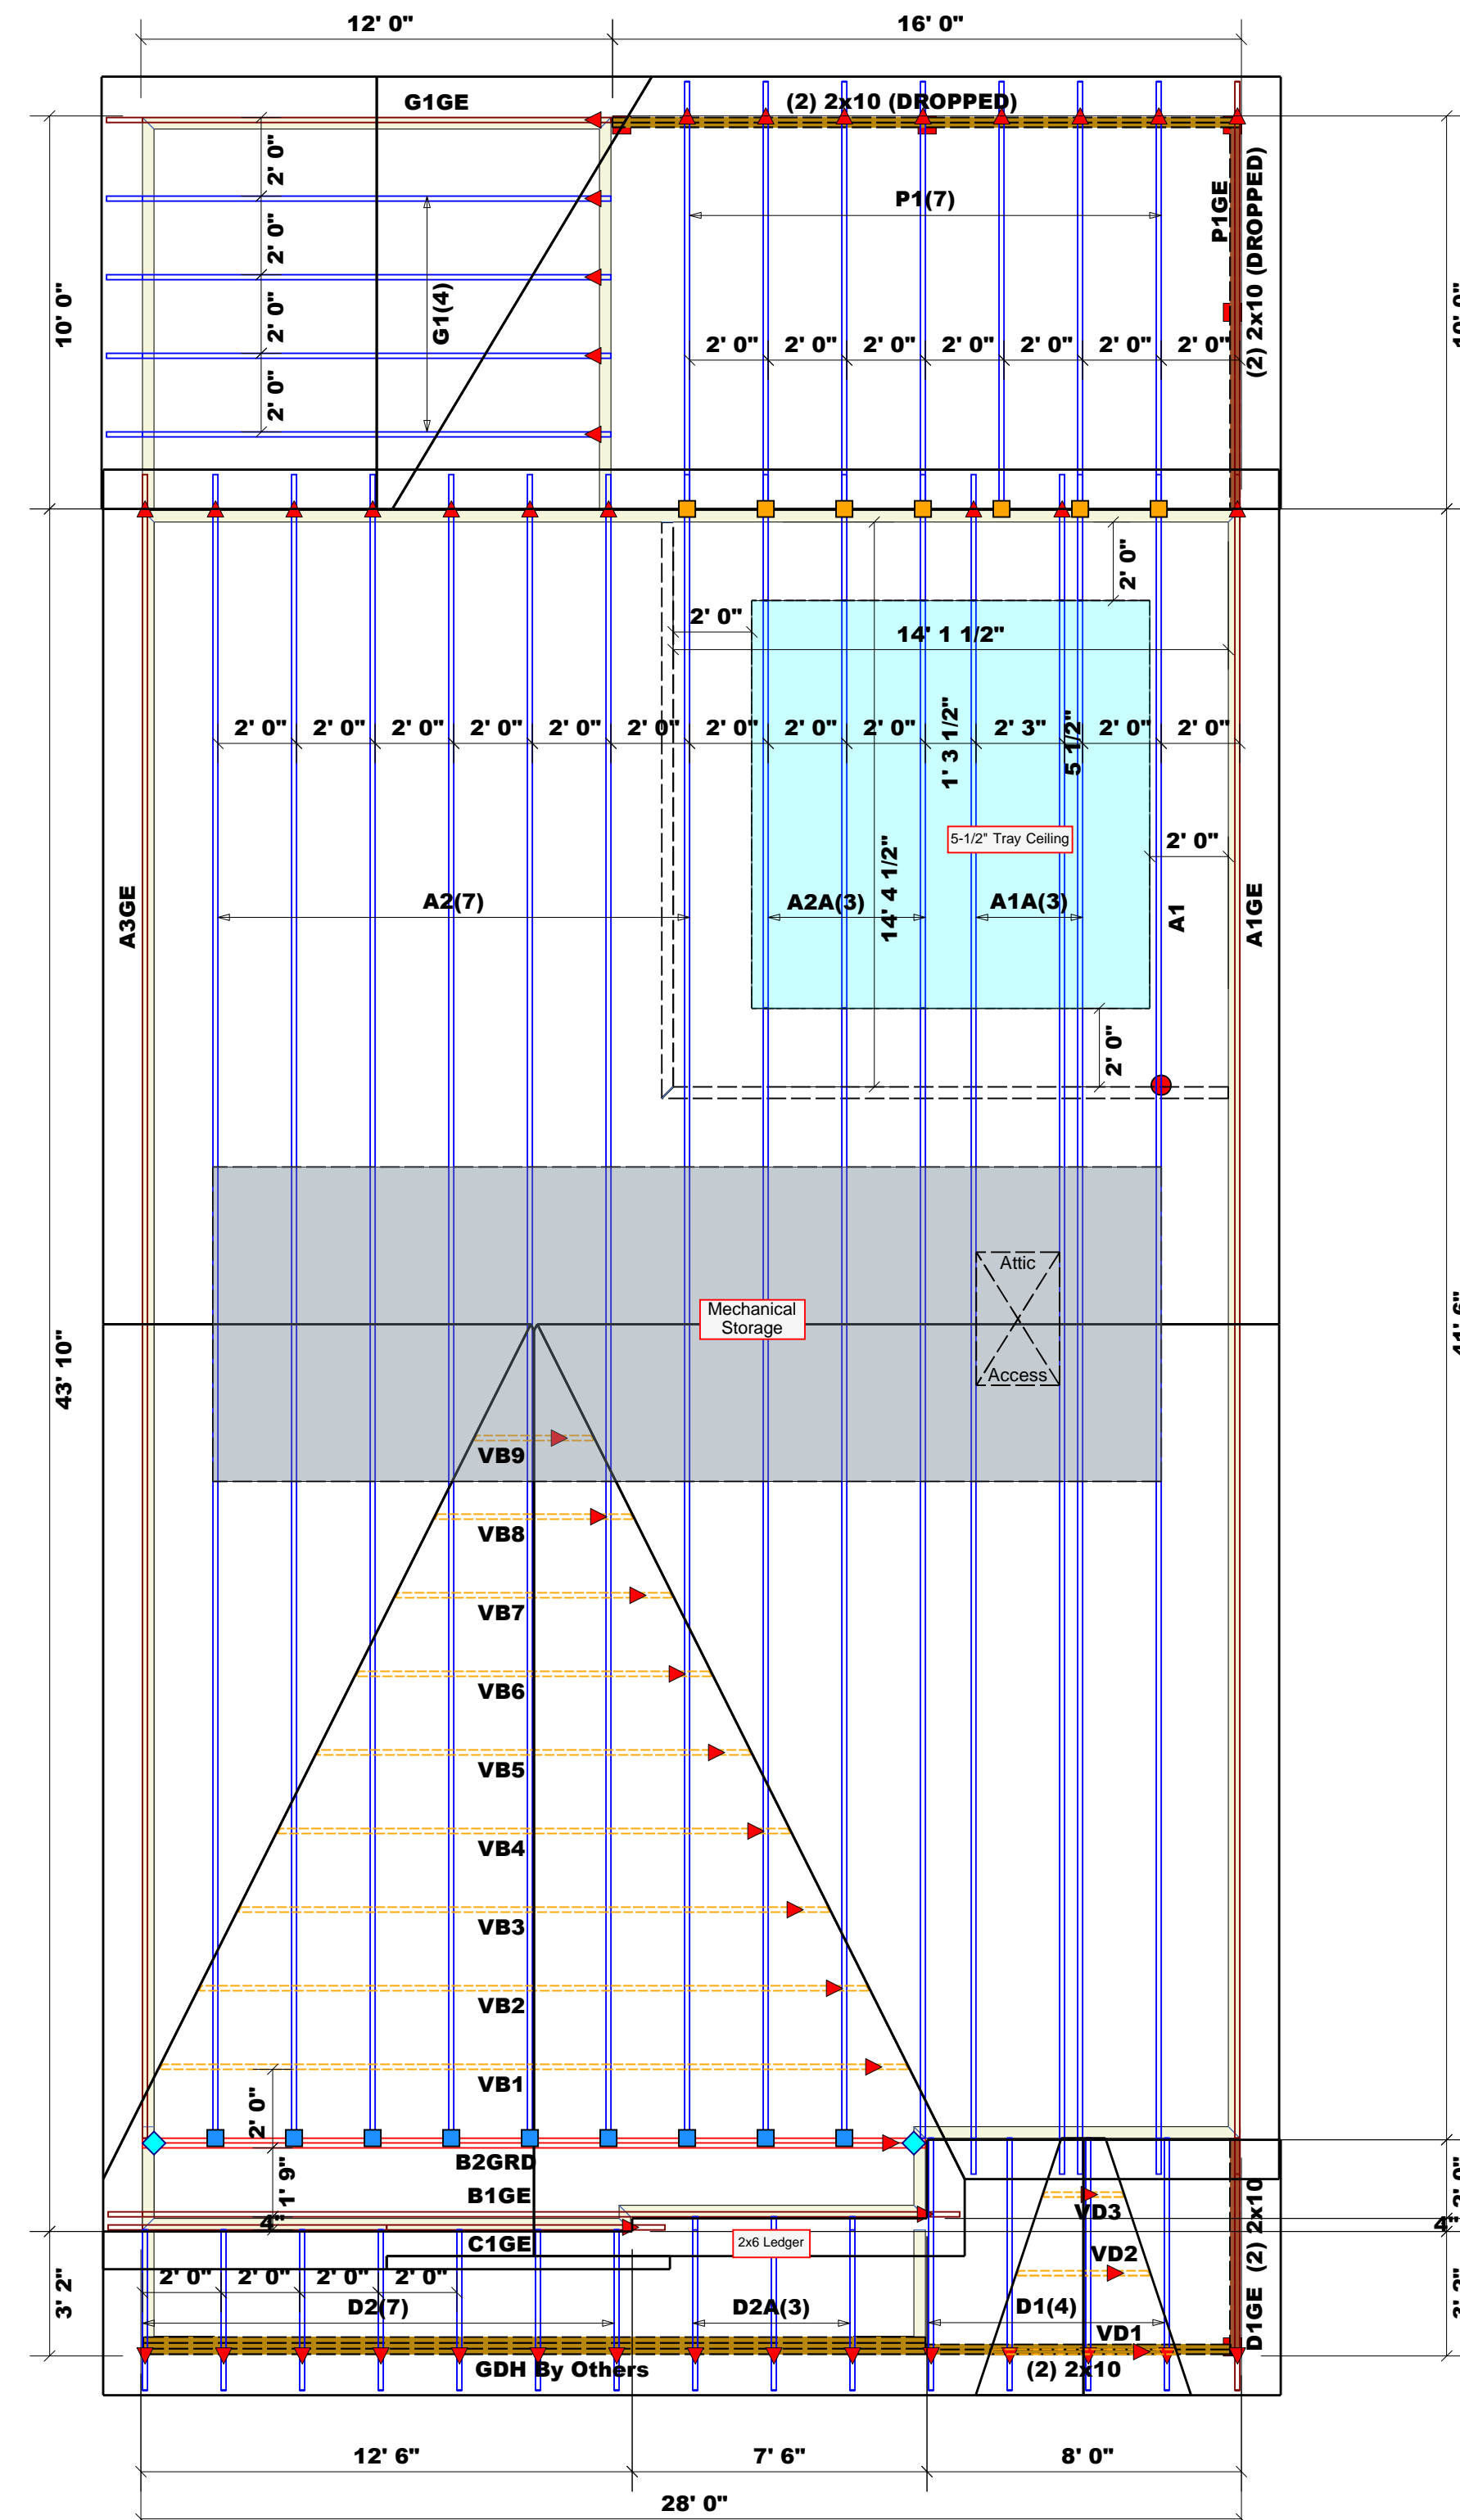 12' 0"
16' 0"
G1GE
(2) 2x10 (DROPPED)
2' 0"
2' 0"
2' 0"
2' 0"
G1(4)
10' 0"
P1(7)
P1GE
(2) 2x10 (DROPPED)
2' 0"
2' 0"
2' 0"
2' 0"
2' 0"
2' 0"
2' 0"
2' 0"
2' 0"
14' 1 1/2"
2' 0"
2' 0"
2' 0"
2' 0"
2' 0"
2' 0"
2' 0"
2' 0"
2' 0"
1' 3 1/2"
2' 3"
5 1/2"
2' 0"
2' 0"
5-1/2" Tray Ceiling
2' 0"
14' 4 1/2"
A3GE
A2(7)
A2A(3)
A1A(3)
A1
A1GE
2' 0"
Attic
Access
Mechanical
Storage
43' 10"
VB9
VB8
VB7
VB6
VB5
VB4
VB3
VB2
VB1
2' 0"
B2GRD
1' 9"
B1GE
4"
C1GE
2x6 Ledger
VD3
VD2
VD1
4"
3' 2"
2' 0"
2' 0"
2' 0"
2' 0"
D2(7)
D2A(3)
D1(4)
D1GE
(2) 2x10
GDH By Others
(2) 2x10
12' 6"
7' 6"
8' 0"
28' 0"